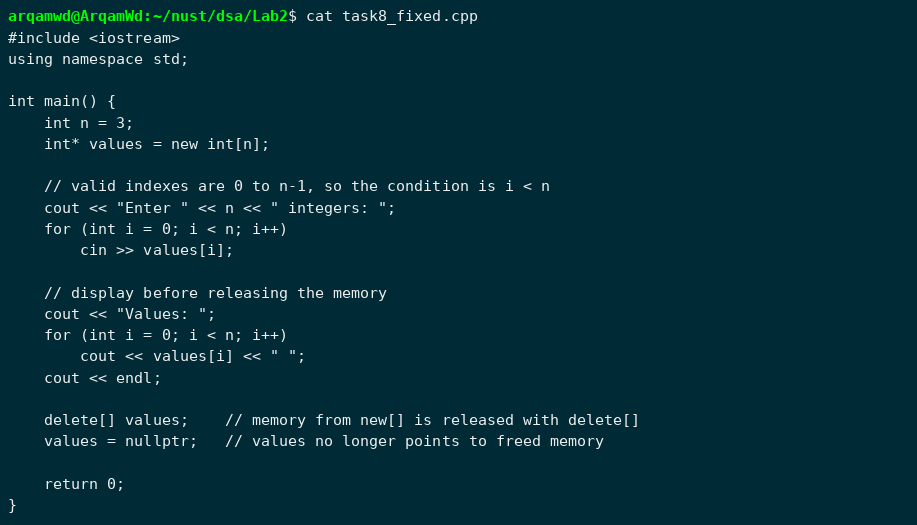 arqamwd@ArqamWd:~/nust/dsa/Lab2$ cat task8_fixed.cpp
#include <iostream>
using namespace std;

int main() {
    int n = 3;
    int* values = new int[n];

    // valid indexes are 0 to n-1, so the condition is i < n
    cout << "Enter " << n << " integers: ";
    for (int i = 0; i < n; i++)
        cin >> values[i];

    // display before releasing the memory
    cout << "Values: ";
    for (int i = 0; i < n; i++)
        cout << values[i] << " ";
    cout << endl;

    delete[] values;    // memory from new[] is released with delete[]
    values = nullptr;   // values no longer points to freed memory

    return 0;
}